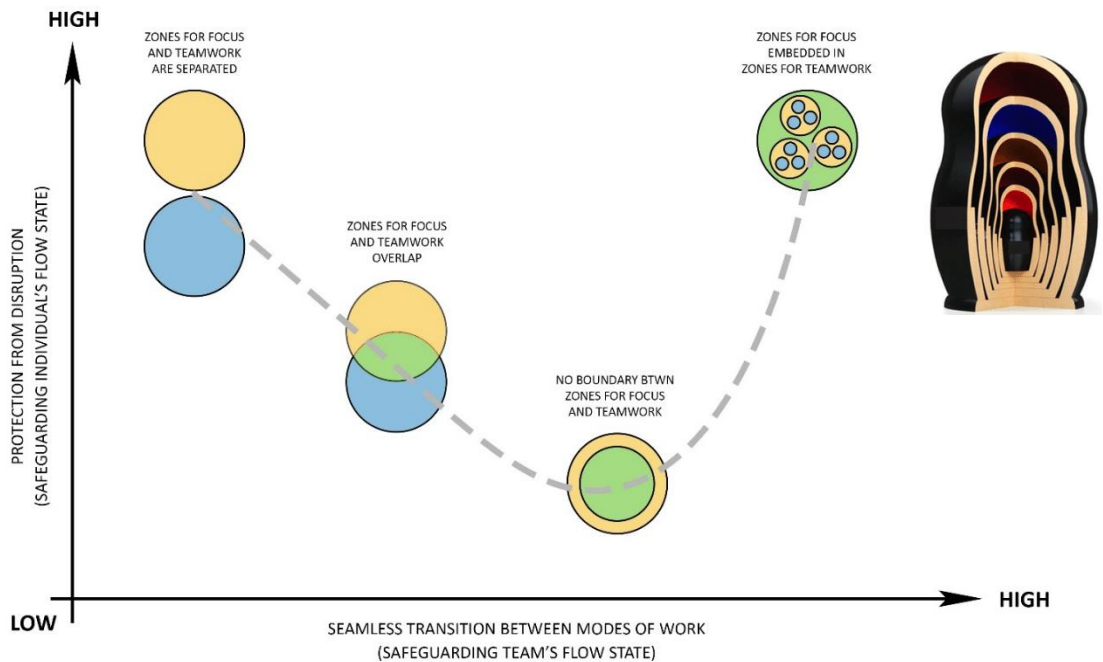 HIGH
ZONES FOR FOCUS
AND TEAMWORK
ARE SEPARATED
ZONES FOR FOCUS
EMBEDDED IN
ZONES FOR TEAMWORK
ZONES FOR FOCUS
AND TEAMWORK
OVERLAP
NO BOUNDARY BTWN
ZONES FOR FOCUS
AND TEAMWORK
PROTECTION FROM DISRUPTION
(SAFEGUARDING INDIVIDUAL'S FLOW STATE)
LOW
HIGH
SEAMLESS TRANSITION BETWEEN MODES OF WORK
(SAFEGUARDING TEAM'S FLOW STATE)